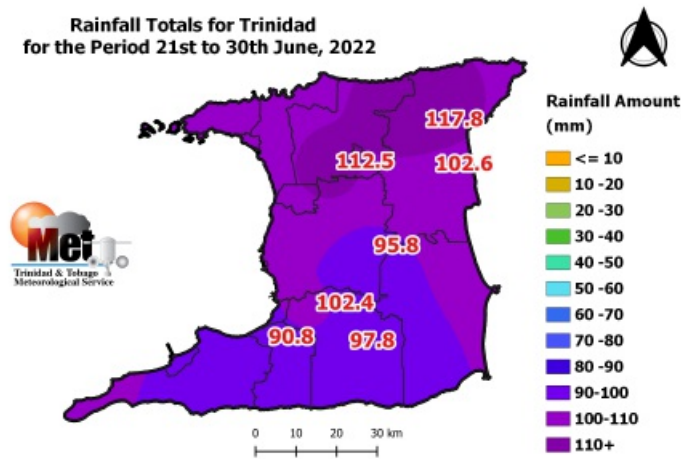 Rainfall Totals for Trinidad
for the Period 21st to 30th June, 2022
117.8
112.5
102.6
95.8
102.4
90.8
97.8
Met
Trinidad & Tobago
Meteorological Service
Rainfall Amount
(mm)
<= 10
10 -20
20 -30
30 -40
40 -50
50 -60
60 -70
70 -80
80 -90
90-100
100-110
110+
0 10 20 30 km